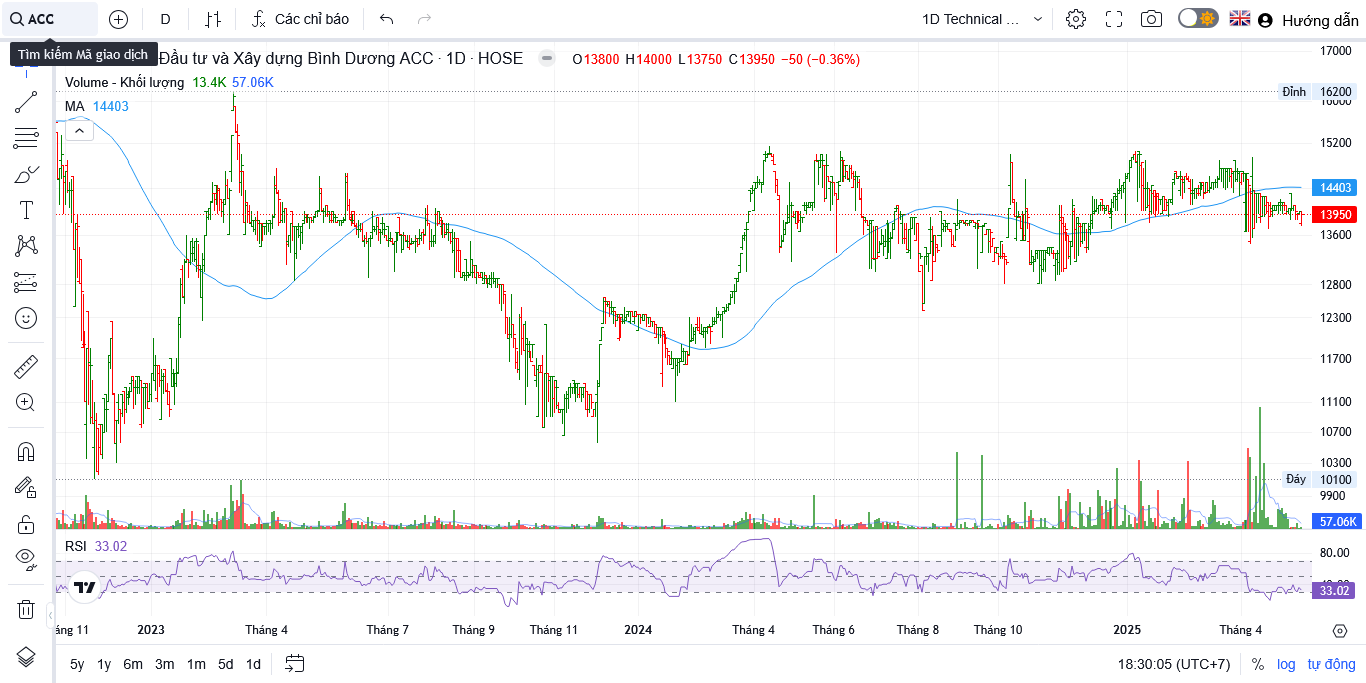 ACC
D
Các chỉ báo
1D Technical ...
Hướng dẫn
Tìm kiếm Mã giao dịch
Đầu tư và Xây dựng Bình Dương ACC · 1D · HOSE
O13800 H14000 L13750 C13950 −50 (−0.36%)
Volume - Khối lượng 13.4K 57.06K
MA 14403
17000
Đỉnh 16200
16000
15200
14403
13950
13600
12800
12300
11700
11100
10700
10300
Đáy 10100
9900
57.06K
RSI 33.02
80.00
33.02
áng 11 2023 Tháng 4 Tháng 7 Tháng 9 Tháng 11 2024 Tháng 4 Tháng 6 Tháng 8 Tháng 10 2025 Tháng 4
5y 1y 6m 3m 1m 5d 1d
18:30:05 (UTC+7) % log tự động